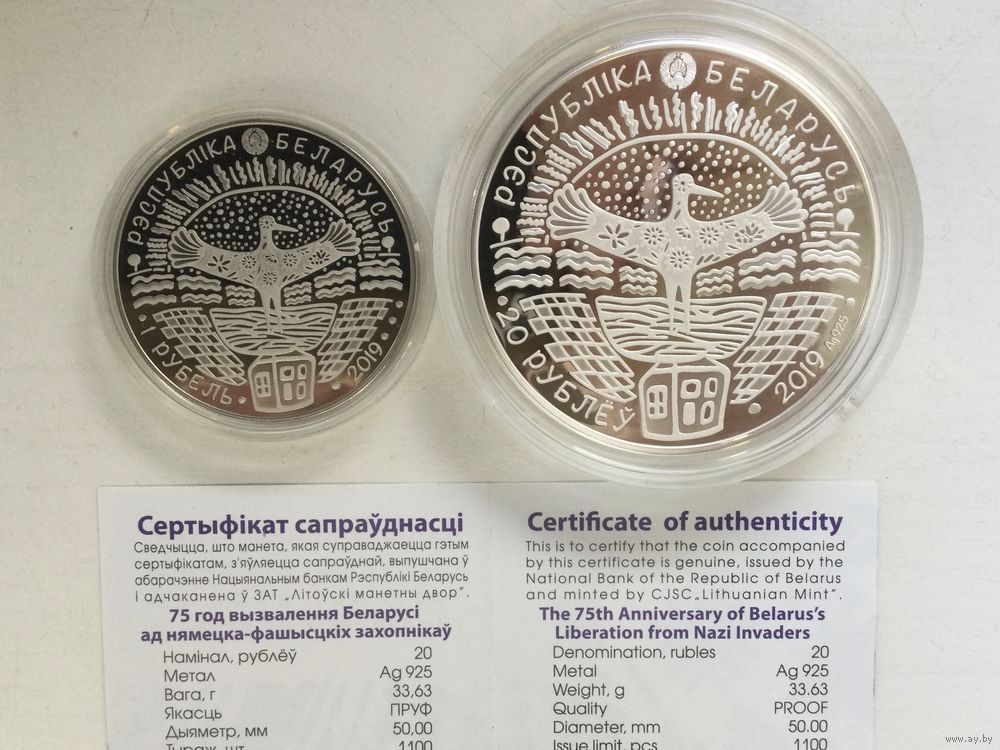 РЭСПУБЛІКА БЕЛАРУСЬ
1 РУБЕЛЬ · 2019
РЭСПУБЛІКА БЕЛАРУСЬ
20 РУБЛЁЎ · 2019
Ag 925
Сертыфікат сапраўднасці
Сведчыцца, што манета, якая суправаджаецца гэтым
сертыфікатам, з'яўляецца сапраўднай, выпушчана ў
абарачэнне Нацыянальным банкам Рэспублікі Беларусь
і адчаканена ў ЗАТ „Літоўскі манетны двор".
75 год вызвалення Беларусі
ад нямецка-фашысцкіх захопнікаў
Намінал, рублёў 20
Метал Ag 925
Вага, г 33,63
Якасць ПРУФ
Дыяметр, мм 50,00
Тыраж, шт. 1100
Certificate of authenticity
This is to certify that the coin accompanied
by this certificate is genuine, issued by the
National Bank of the Republic of Belarus
and minted by CJSC „Lithuanian Mint".
The 75th Anniversary of Belarus's
Liberation from Nazi Invaders
Denomination, rubles 20
Metal Ag 925
Weight, g 33.63
Quality PROOF
Diameter, mm 50.00
Issue limit, pcs 1100
www.ay.by